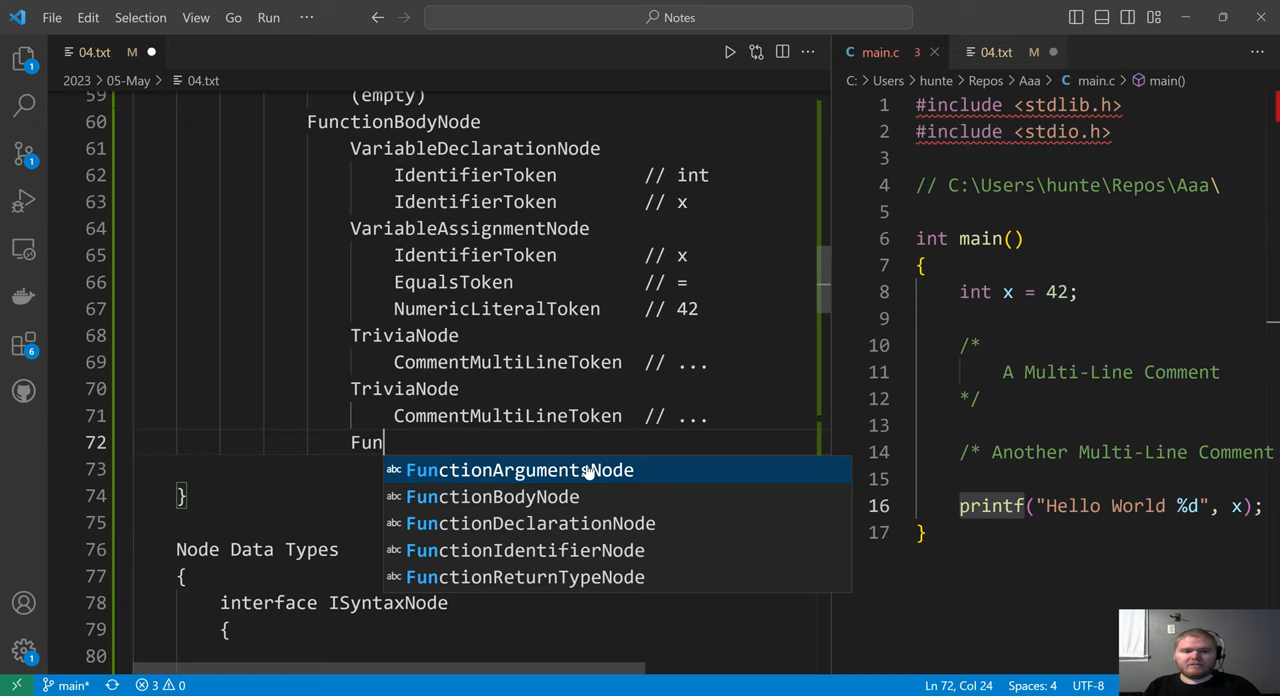 File Edit Selection View Go Run ··· Notes
04.txt M
main.c 3 04.txt M ···
2023 > 05-May > 04.txt
C: > Users > hunte > Repos > Aaa > main.c > main()
59 (empty)
60 FunctionBodyNode
61 VariableDeclarationNode
62 IdentifierToken // int
63 IdentifierToken // x
64 VariableAssignmentNode
65 IdentifierToken // x
66 EqualsToken // =
67 NumericLiteralToken // 42
68 TriviaNode
69 CommentMultiLineToken // ...
70 TriviaNode
71 CommentMultiLineToken // ...
72 Fun
FunctionArgumentsNode
FunctionBodyNode
FunctionDeclarationNode
FunctionIdentifierNode
FunctionReturnTypeNode
abc
abc
abc
abc
abc
73
74 }
75
76 Node Data Types
77 {
78 interface ISyntaxNode
79 {
80
1 #include <stdlib.h>
2 #include <stdio.h>
3
4 // C:\Users\hunte\Repos\Aaa\
5
6 int main()
7 {
8 int x = 42;
9
10 /*
11 A Multi-Line Comment
12 */
13
14 /* Another Multi-Line Comment
15
16 printf("Hello World %d", x);
17 }
1
1
6
1
main* 3 0 Ln 72, Col 24 Spaces: 4 UTF-8